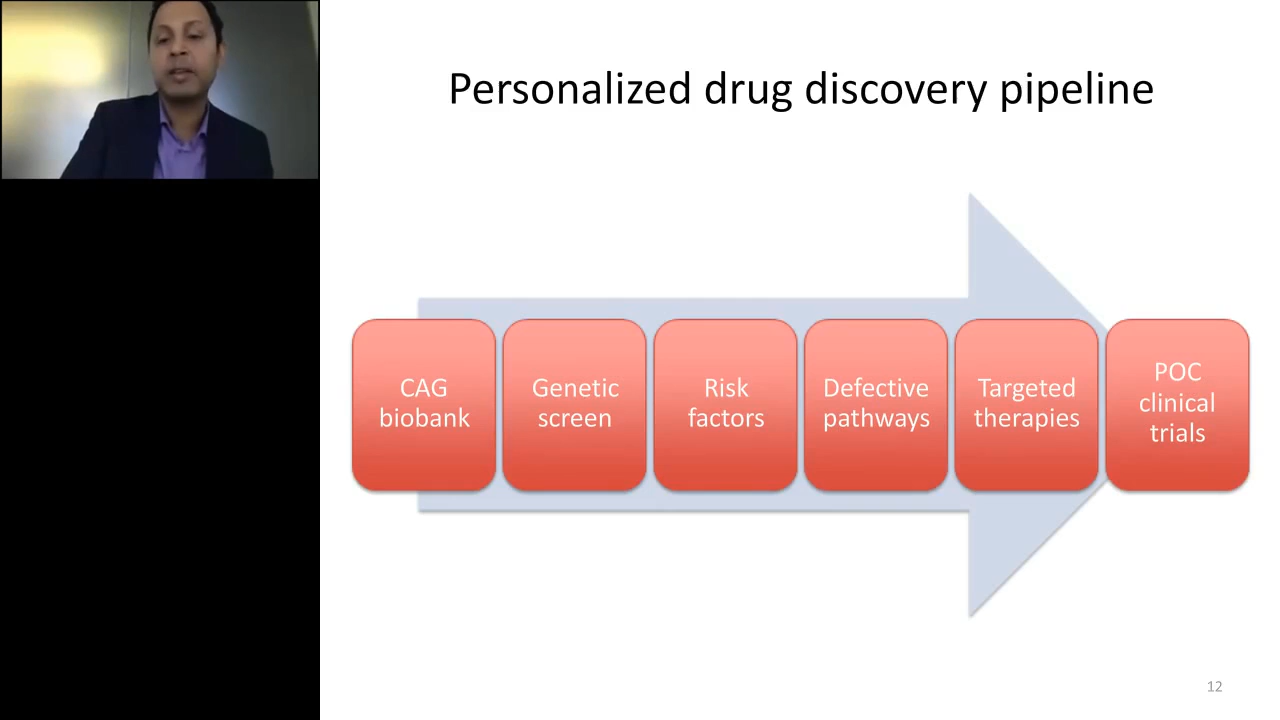 Personalized drug discovery pipeline
CAG
biobank
Genetic
screen
Risk
factors
Defective
pathways
Targeted
therapies
POC
clinical
trials
12